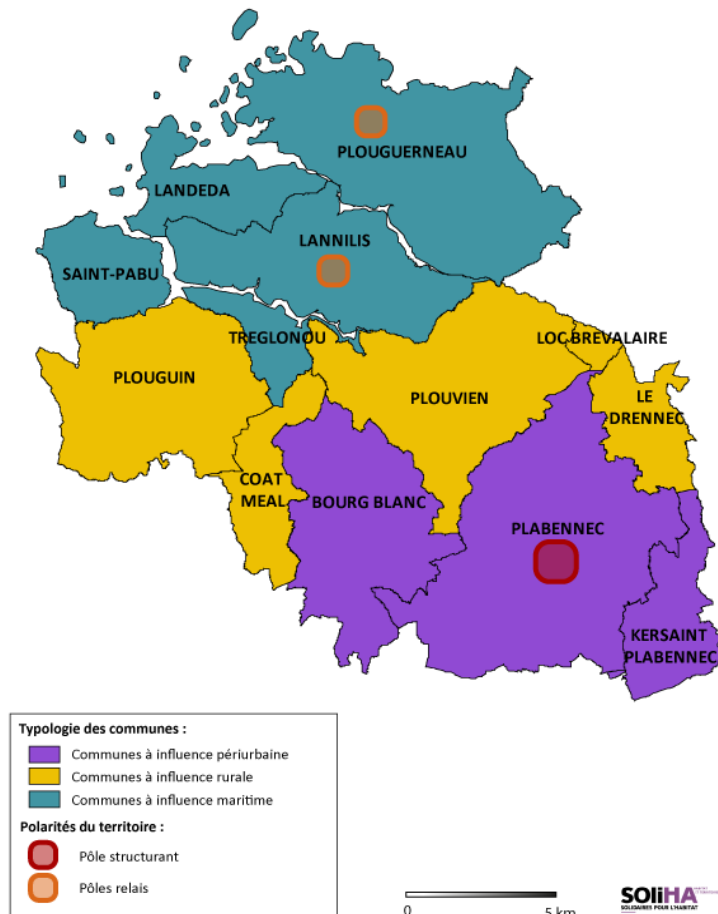 PLOUGUERNEAU
LANDEDA
LANNILIS
SAINT-PABU
TREGLONOU
LOC BREVALAIRE
PLOUGUIN
PLOUVIEN
LE
DRENNEC
COAT
MEAL
BOURG BLANC
PLABENNEC
KERSAINT
PLABENNEC
Typologie des communes :
Communes à influence périurbaine
Communes à influence rurale
Communes à influence maritime
Polarités du territoire :
Pôle structurant
Pôles relais
0
5 km
SOLiHA
SOLIDAIRES POUR L'HABITAT